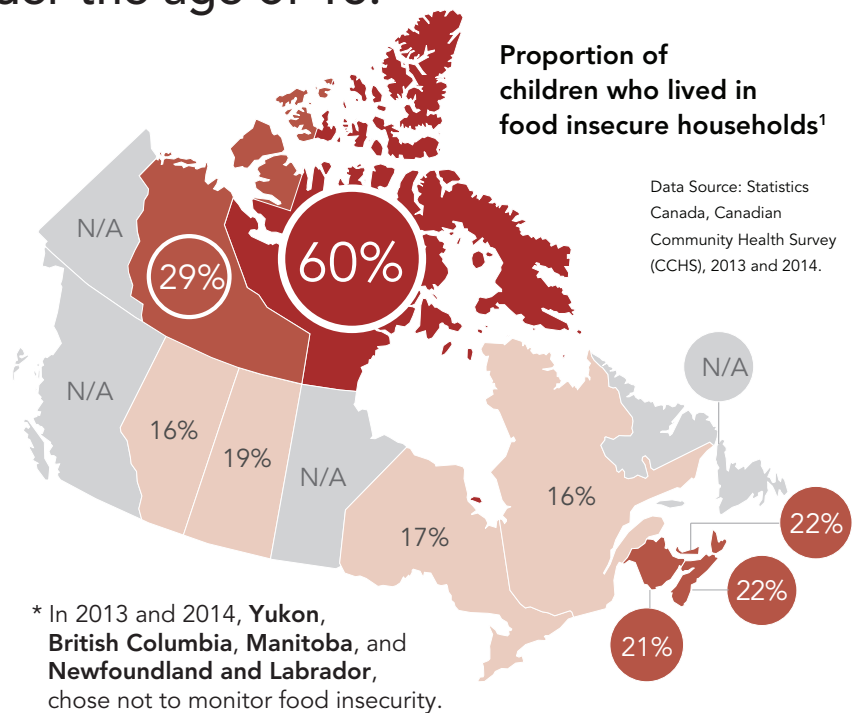 Proportion of
children who lived in
food insecure households¹
Data Source: Statistics
Canada, Canadian
Community Health Survey
(CCHS), 2013 and 2014.
N/A
29%
60%
N/A
N/A
16%
19%
N/A
17%
16%
22%
22%
21%
* In 2013 and 2014, Yukon,
British Columbia, Manitoba, and
Newfoundland and Labrador,
chose not to monitor food insecurity.